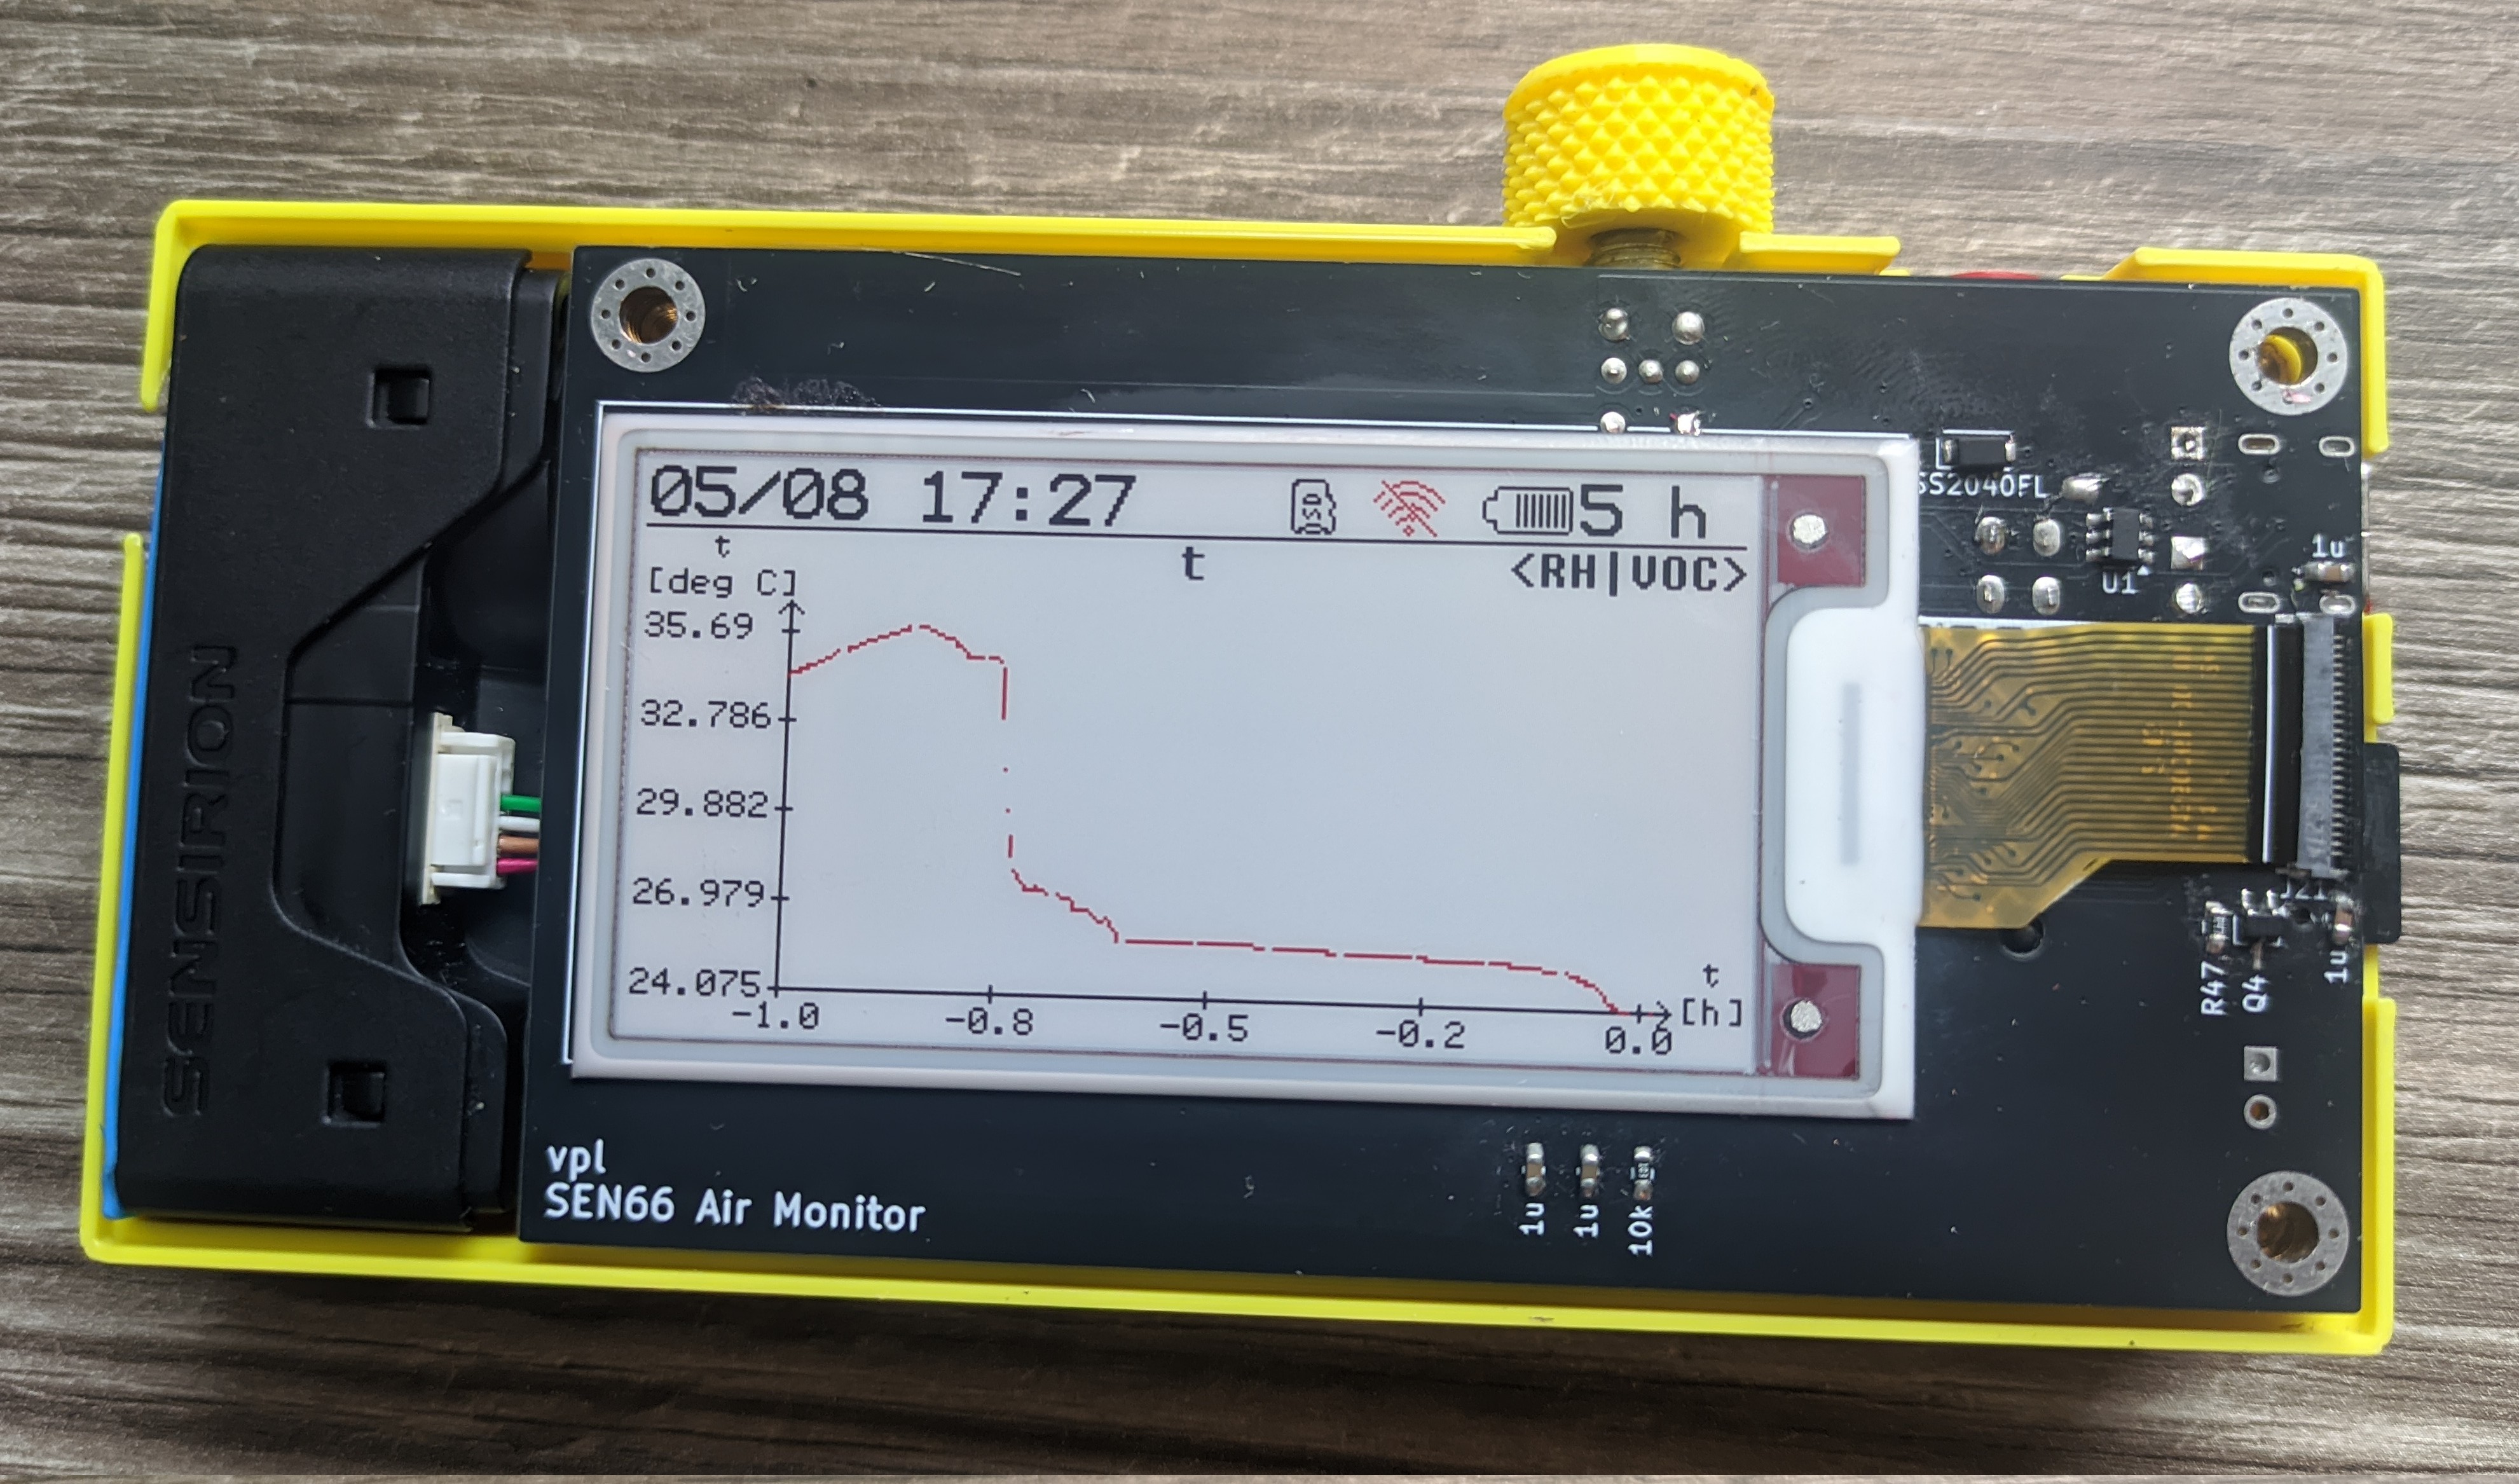 05/08 17:27 5 h
SD
t
[deg C]
t
<RH|VOC>
35.69
32.786
29.882
26.979
24.075
-1.0 -0.8 -0.5 -0.2 0.0
t
[h]
SENSIRION
vpl
SEN66 Air Monitor
SS2040FL
U1
1u
R47
Q4
1u
1u
1u
10k